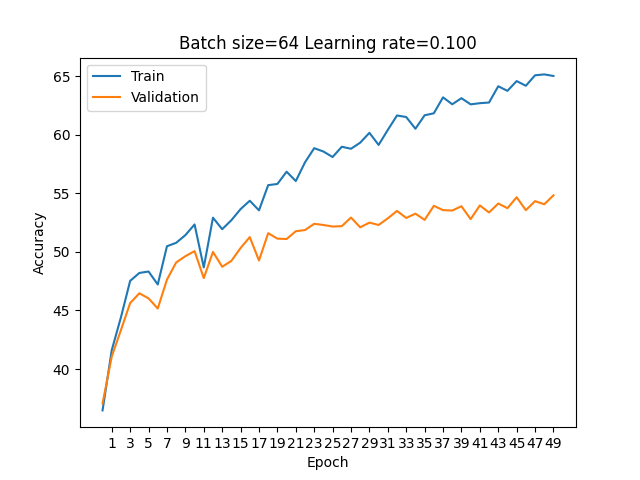 Batch size=64 Learning rate=0.100
Train
Validation
65
60
55
50
45
40
Accuracy
1 3 5 7 9 11 13 15 17 19 21 23 25 27 29 31 33 35 37 39 41 43 45 47 49
Epoch